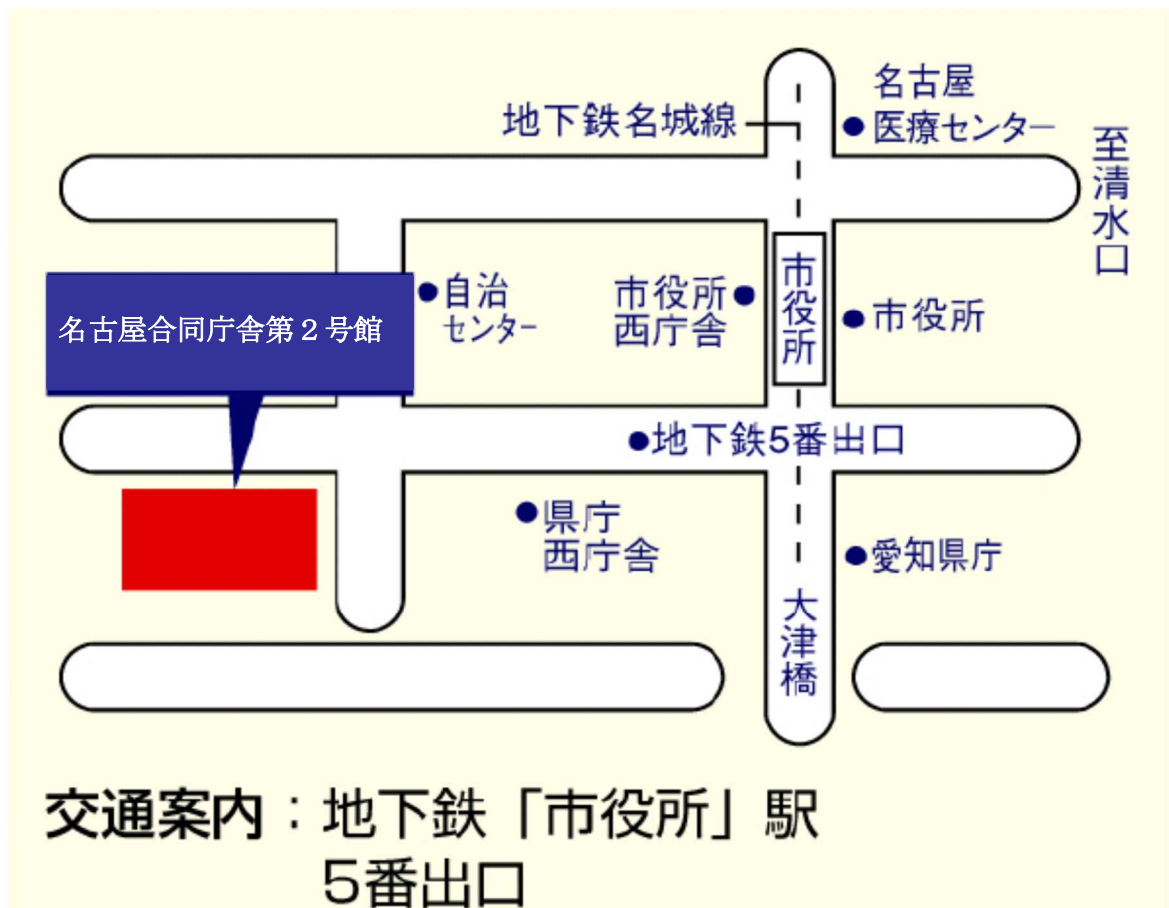 名古屋
医療センター
地下鉄名城線
至清水口
名古屋合同庁舎第２号館
自治
センター
市役所
西庁舎
市役所
市役所
地下鉄5番出口
県庁
西庁舎
愛知県庁
大津橋
交通案内：地下鉄「市役所」駅
5番出口